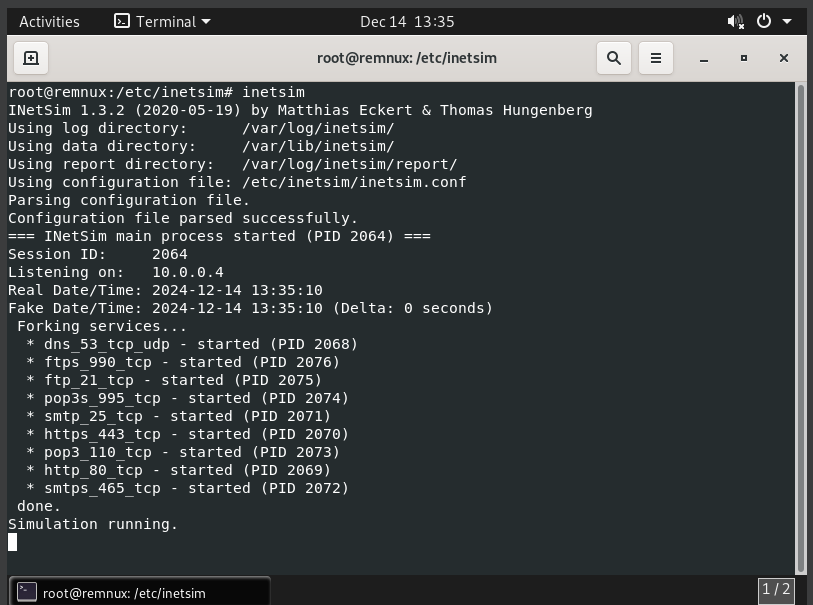 Activities Terminal Dec 14 13:35
root@remnux: /etc/inetsim
root@remnux:/etc/inetsim# inetsim
INetSim 1.3.2 (2020-05-19) by Matthias Eckert & Thomas Hungenberg
Using log directory:      /var/log/inetsim/
Using data directory:     /var/lib/inetsim/
Using report directory:   /var/log/inetsim/report/
Using configuration file: /etc/inetsim/inetsim.conf
Parsing configuration file.
Configuration file parsed successfully.
=== INetSim main process started (PID 2064) ===
Session ID:     2064
Listening on:   10.0.0.4
Real Date/Time: 2024-12-14 13:35:10
Fake Date/Time: 2024-12-14 13:35:10 (Delta: 0 seconds)
 Forking services...
  * dns_53_tcp_udp - started (PID 2068)
  * ftps_990_tcp - started (PID 2076)
  * ftp_21_tcp - started (PID 2075)
  * pop3s_995_tcp - started (PID 2074)
  * smtp_25_tcp - started (PID 2071)
  * https_443_tcp - started (PID 2070)
  * pop3_110_tcp - started (PID 2073)
  * http_80_tcp - started (PID 2069)
  * smtps_465_tcp - started (PID 2072)
 done.
Simulation running.
root@remnux: /etc/inetsim 1 / 2